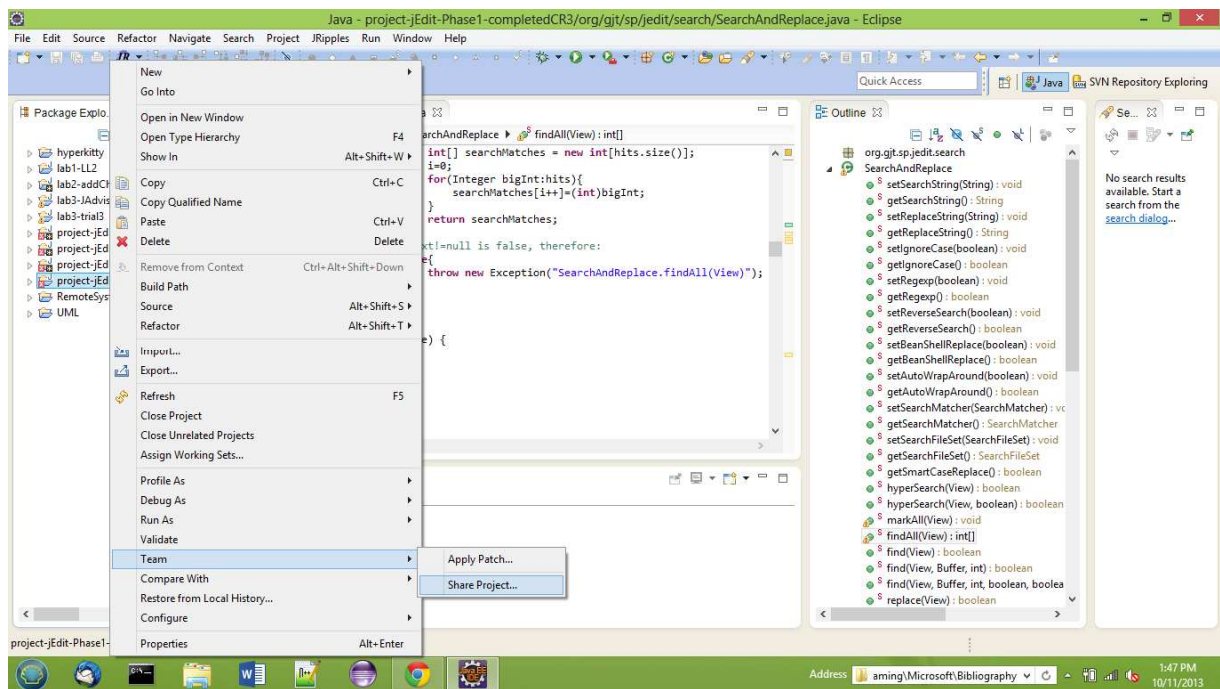 Java - project-jEdit-Phase1-completedCR3/org/gjt/sp/jedit/search/SearchAndReplace.java - Eclipse
File Edit Source Refactor Navigate Search Project JRipples Run Window Help
Quick Access
Java
SVN Repository Exploring
Package Explo
hyperkitty
lab1-LL2
lab2-addCl
lab3-JAdvis
lab3-trial3
project-jEd
project-jEd
project-jEd
project-jEd
RemoteSys
UML
New
Go Into
Open in New Window
Open Type Hierarchy F4
Show In Alt+Shift+W
Copy Ctrl+C
Copy Qualified Name
Paste Ctrl+V
Delete Delete
Remove from Context Ctrl+Alt+Shift+Down
Build Path
Source Alt+Shift+S
Refactor Alt+Shift+T
Import...
Export...
Refresh F5
Close Project
Close Unrelated Projects
Assign Working Sets...
Profile As
Debug As
Run As
Validate
Team
Compare With
Restore from Local History...
Configure
Properties Alt+Enter
Apply Patch...
Share Project...
archAndReplace findAll(View) : int[]
int[] searchMatches = new int[hits.size()];
i=0;
for(Integer bigInt:hits){
searchMatches[i++]=(int)bigInt;
}
return searchMatches;
xt!=null is false, therefore:
e{
throw new Exception("SearchAndReplace.findAll(View)");
e) {
Outline
org.gjt.sp.jedit.search
SearchAndReplace
S setSearchString(String) : void
S getSearchString() : String
S setReplaceString(String) : void
S getReplaceString() : String
S setIgnoreCase(boolean) : void
S getIgnoreCase() : boolean
S setRegexp(boolean) : void
S getRegexp() : boolean
S setReverseSearch(boolean) : void
S getReverseSearch() : boolean
S setBeanShellReplace(boolean) : void
S getBeanShellReplace() : boolean
S setAutoWrapAround(boolean) : void
S getAutoWrapAround() : boolean
S setSearchMatcher(SearchMatcher) : vo
S getSearchMatcher() : SearchMatcher
S setSearchFileSet(SearchFileSet) : void
S getSearchFileSet() : SearchFileSet
S getSmartCaseReplace() : boolean
S hyperSearch(View) : boolean
S hyperSearch(View, boolean) : boolean
S markAll(View) : void
S findAll(View) : int[]
S find(View) : boolean
S find(View, Buffer, int) : boolean
S find(View, Buffer, int, boolean, boolea
S replace(View) : boolean
Se...
No search results
available. Start a
search from the
search dialog...
project-jEdit-Phase1-
Address aming\Microsoft\Bibliography
1:47 PM
10/11/2013